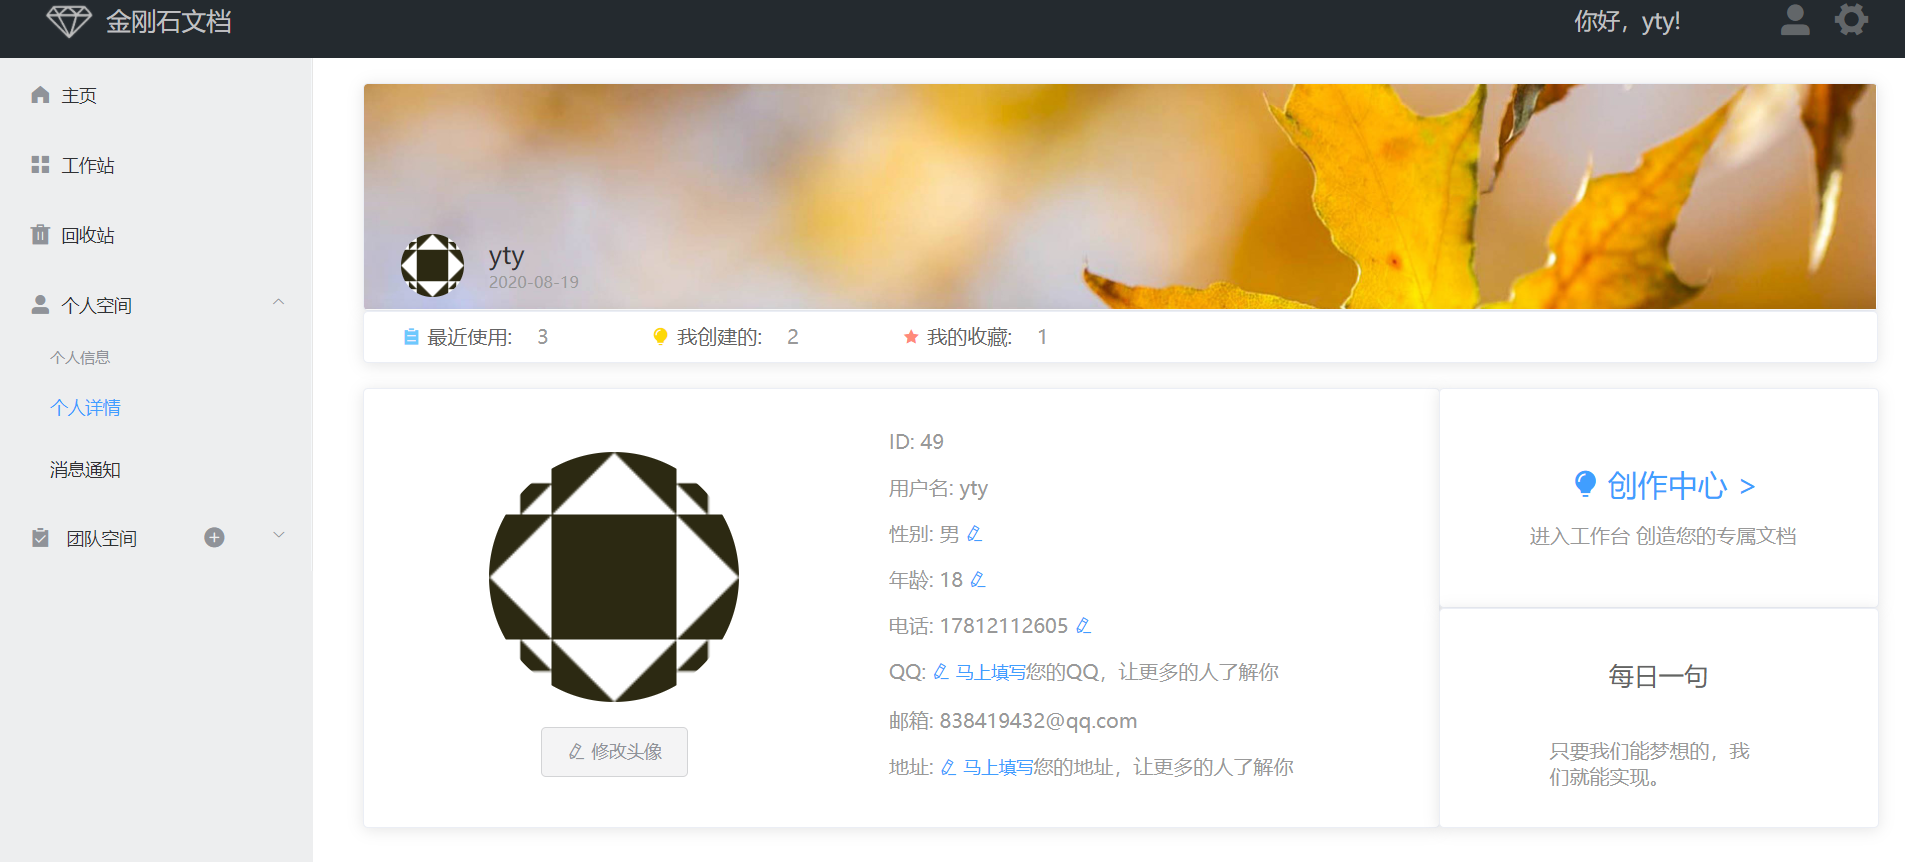 金刚石文档
你好，yty!
主页
工作站
回收站
个人空间
个人信息
个人详情
消息通知
团队空间
yty
2020-08-19
最近使用: 3 我创建的: 2 我的收藏: 1
修改头像
ID: 49
用户名: yty
性别: 男
年龄: 18
电话: 17812112605
QQ: 马上填写您的QQ，让更多的人了解你
邮箱: 838419432@qq.com
地址: 马上填写您的地址，让更多的人了解你
创作中心 >
进入工作台 创造您的专属文档
每日一句
只要我们能梦想的，我
们就能实现。